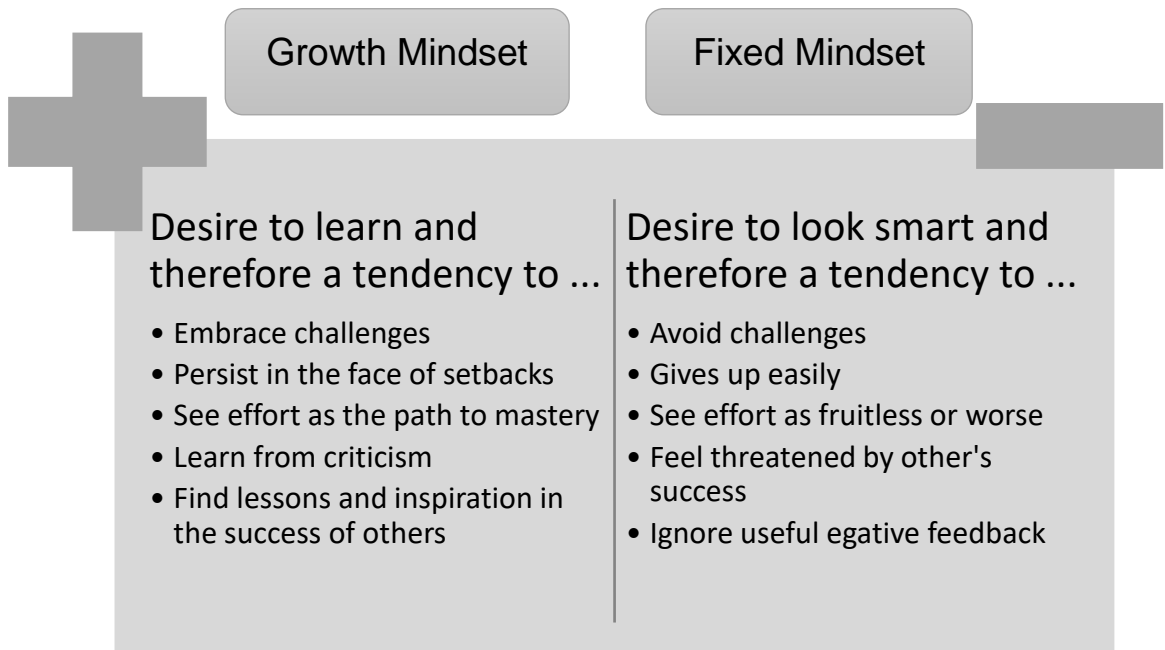 Growth Mindset
Fixed Mindset
Desire to learn and
therefore a tendency to ...
• Embrace challenges
• Persist in the face of setbacks
• See effort as the path to mastery
• Learn from criticism
• Find lessons and inspiration in
the success of others
Desire to look smart and
therefore a tendency to ...
• Avoid challenges
• Gives up easily
• See effort as fruitless or worse
• Feel threatened by other's
success
• Ignore useful egative feedback